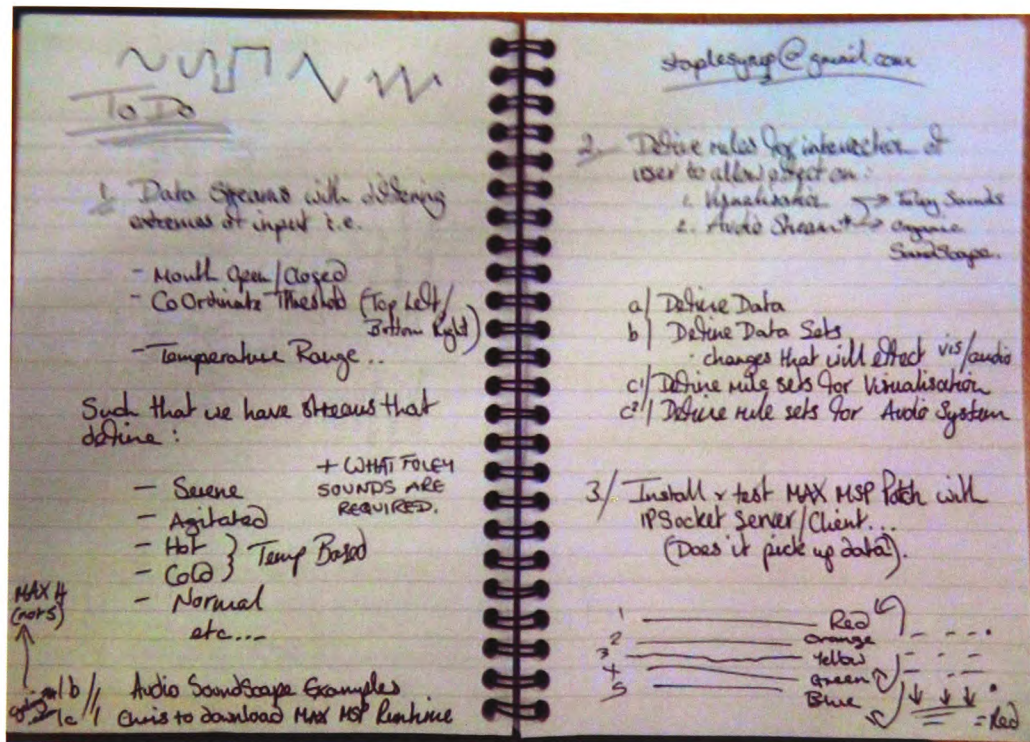 To Do
1. Data Streams with differing
extremes of input i.e.
- Mouth Open/Closed
- CoOrdinate Threshold (Top Left/
Bottom Right)
- Temperature Range..
Such that we have streams that
define:
- Serene
- Agitated
- Hot } Temp Based
- Cold
- Normal
etc....
+ WHAT FOLEY
SOUNDS ARE
REQUIRED.
MAX 4
(not 5)
1b // Audio SoundScape Examples
1c // Chris to download MAX MSP Runtime
staplesyrup@gmail.com
2. Define rules for interaction of
user to allow effect on:
1. Visualisation
2. Audio Stream
Foley Sounds
Organic
SoundScape.
a/ Define Data
b/ Define Data Sets
: changes that will effect vis/audio
c1/ Define rule sets for Visualisation
c2/ Define rule sets for Audio System
3/ Install + test MAX MSP Patch with
IPSocket Server/Client...
(Does it pick up data?).
1 Red
2 Orange
3 Yellow
4 Green
5 Blue
= Red